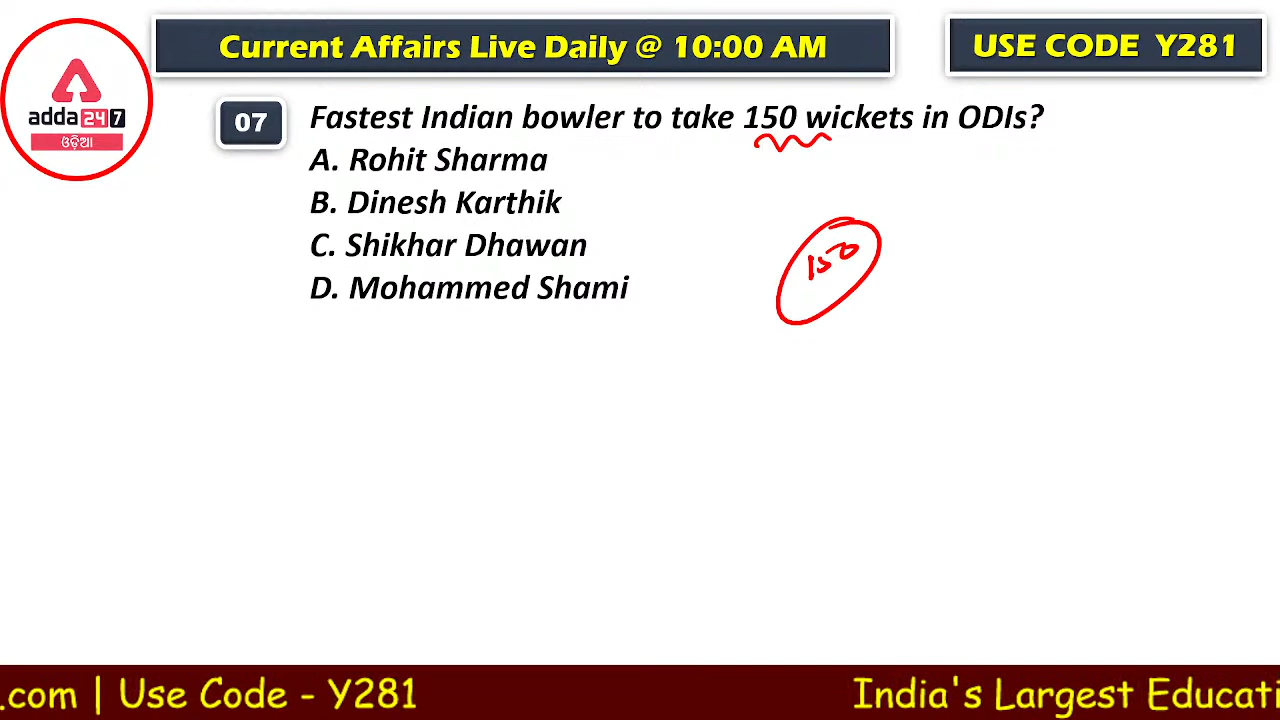 Current Affairs Live Daily @ 10:00 AM
USE CODE Y281
adda247
ଓଡ଼ିଆ
07
Fastest Indian bowler to take 150 wickets in ODIs?
A. Rohit Sharma
B. Dinesh Karthik
C. Shikhar Dhawan
D. Mohammed Shami
150
.com | Use Code - Y281
India's Largest Educati